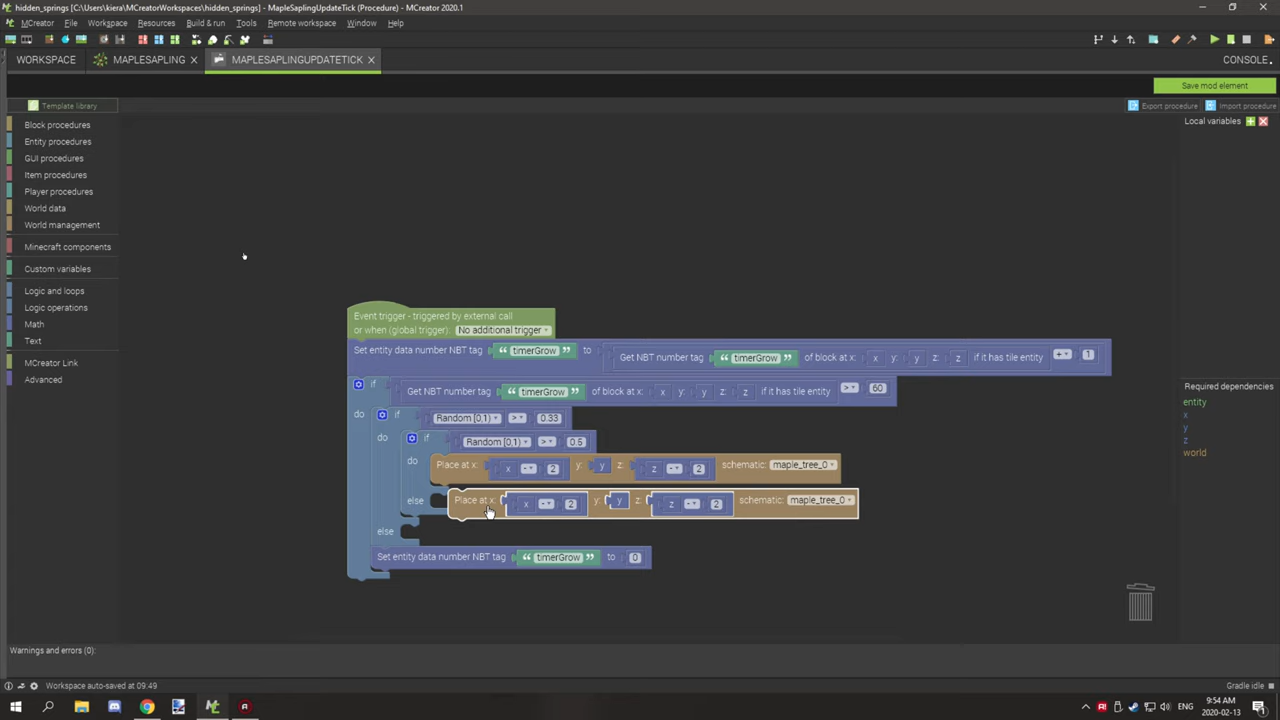 hidden_springs [C:\Users\kiera\MCreatorWorkspaces\hidden_springs] - MapleSaplingUpdateTick (Procedure) - MCreator 2020.1
MCreator File Workspace Resources Build & run Tools Remote workspace Window Help
WORKSPACE MAPLESAPLING MAPLESAPLINGUPDATETICK CONSOLE
Save mod element
Template library Export procedure Import procedure
Block procedures
Entity procedures
GUI procedures
Item procedures
Player procedures
World data
World management
Minecraft components
Custom variables
Logic and loops
Logic operations
Math
Text
MCreator Link
Advanced
Local variables
Event trigger - triggered by external call
or when (global trigger): No additional trigger
Set entity data number NBT tag “ timerGrow ” to Get NBT number tag “ timerGrow ” of block at x: x y: y z: z if it has tile entity + 1
if Get NBT number tag “ timerGrow ” of block at x: x y: y z: z if it has tile entity > 60
do if Random [0,1) > 0.33
do if Random [0,1) > 0.5
do Place at x: x - 2 y: y z: z - 2 schematic: maple_tree_0
else Place at x: x - 2 y: y z: z - 2 schematic: maple_tree_0
else
Set entity data number NBT tag “ timerGrow ” to 0
Required dependencies
entity
x
y
z
world
Warnings and errors (0):
Workspace auto-saved at 09:49 Gradle idle
ENG 9:54 AM
2020-02-13